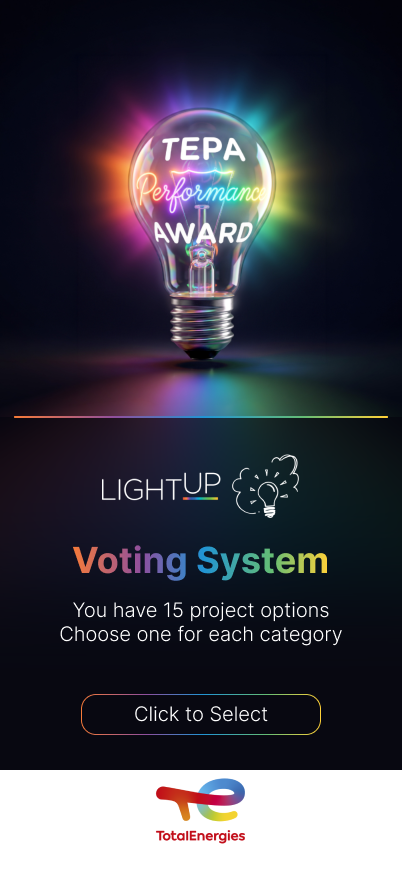 TEPA
Performance
AWARD
LIGHTUP
Voting System
You have 15 project options
Choose one for each category
Click to Select
TotalEnergies